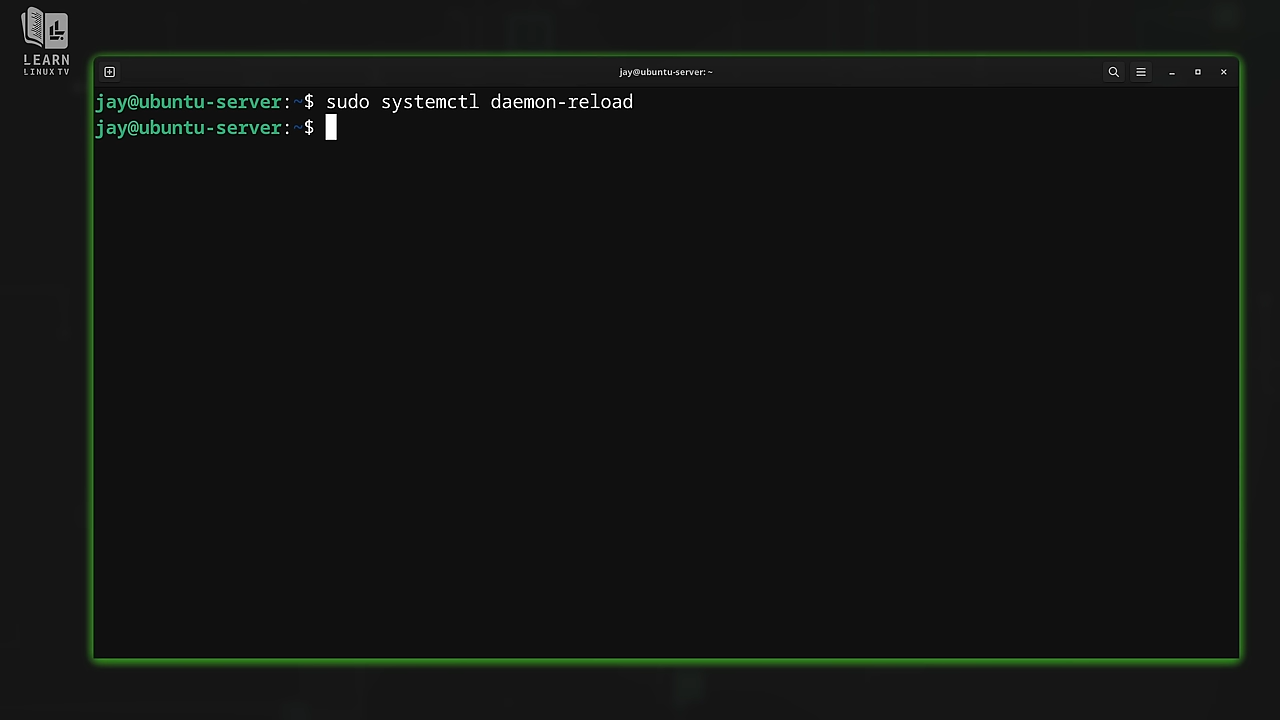 LEARN
LINUX TV
jay@ubuntu-server: ~
jay@ubuntu-server:~$ sudo systemctl daemon-reload
jay@ubuntu-server:~$